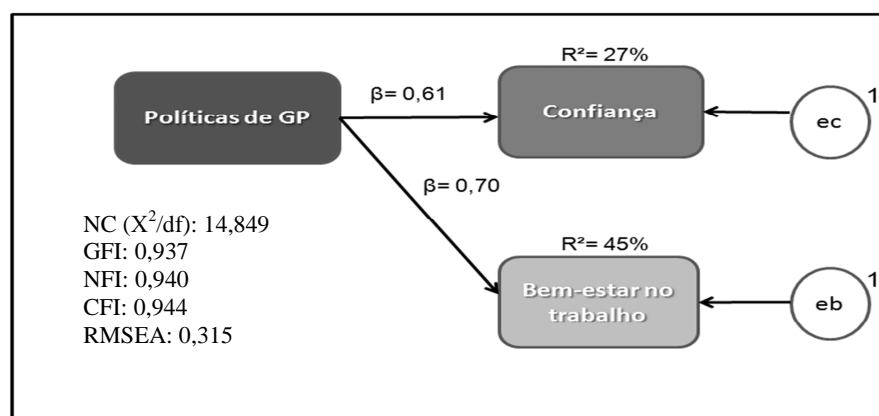 R²= 27%
Políticas de GP
β= 0,61
Confiança
ec
1
β= 0,70
NC (X²/df): 14,849
GFI: 0,937
NFI: 0,940
CFI: 0,944
RMSEA: 0,315
R²= 45%
Bem-estar no
trabalho
eb
1